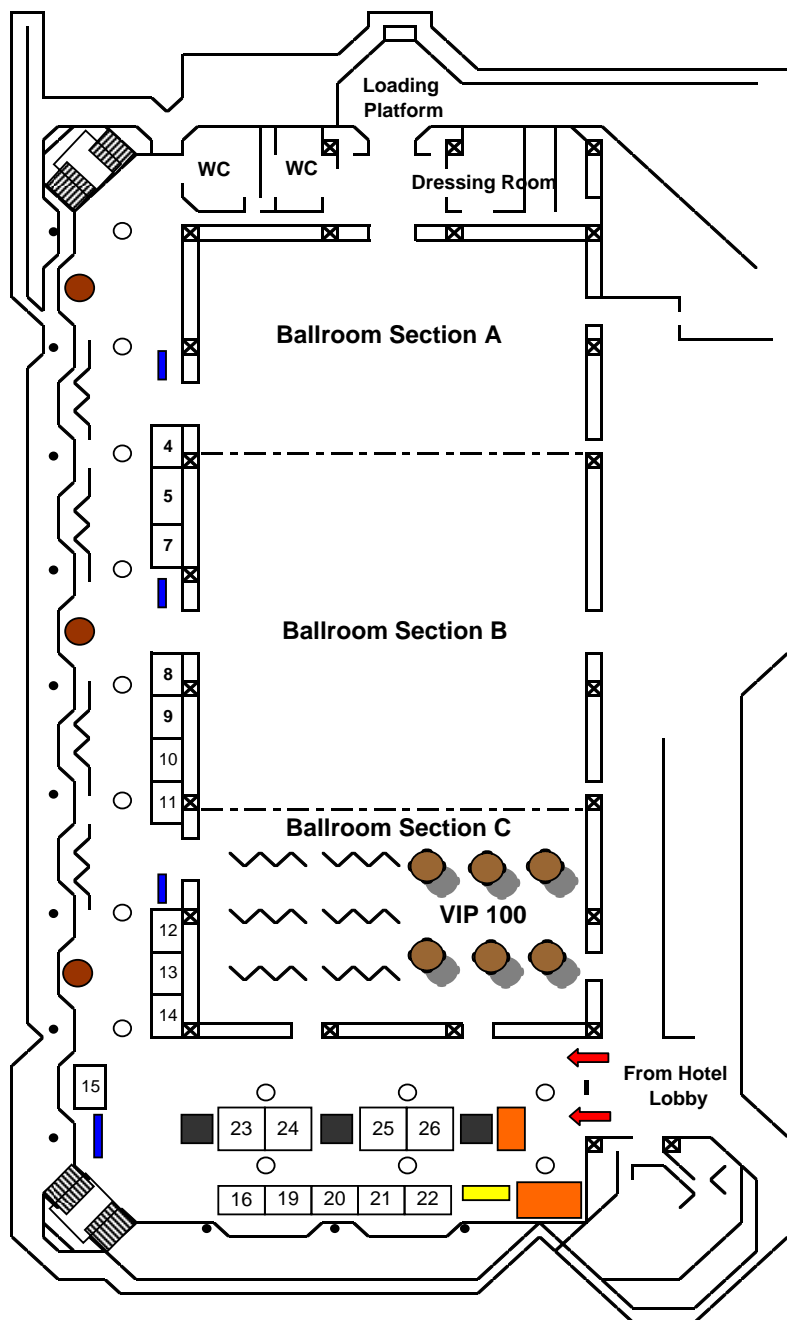 Loading
Platform
WC
WC
Dressing Room
Ballroom Section A
4
5
7
Ballroom Section B
8
9
10
11
Ballroom Section C
VIP 100
12
13
14
15
From Hotel
Lobby
23
24
25
26
16
19
20
21
22